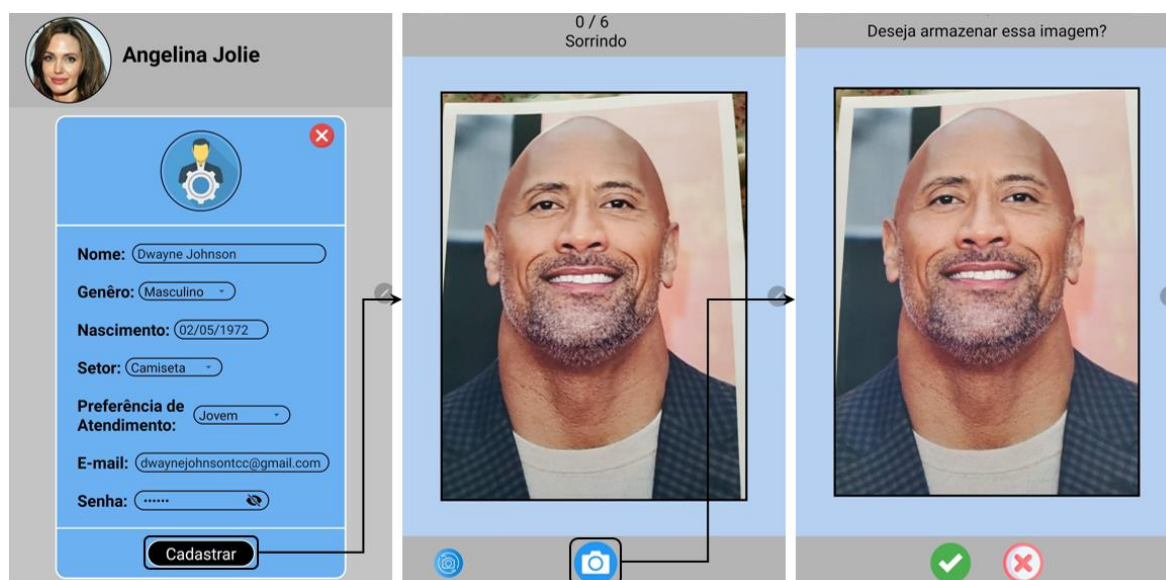 Angelina Jolie
Nome: Dwayne Johnson
Genêro: Masculino
Nascimento: 02/05/1972
Setor: Camiseta
Preferência de
Atendimento: Jovem
E-mail: dwaynejohnsontcc@gmail.com
Senha: ······
Cadastrar
0 / 6
Sorrindo
Deseja armazenar essa imagem?